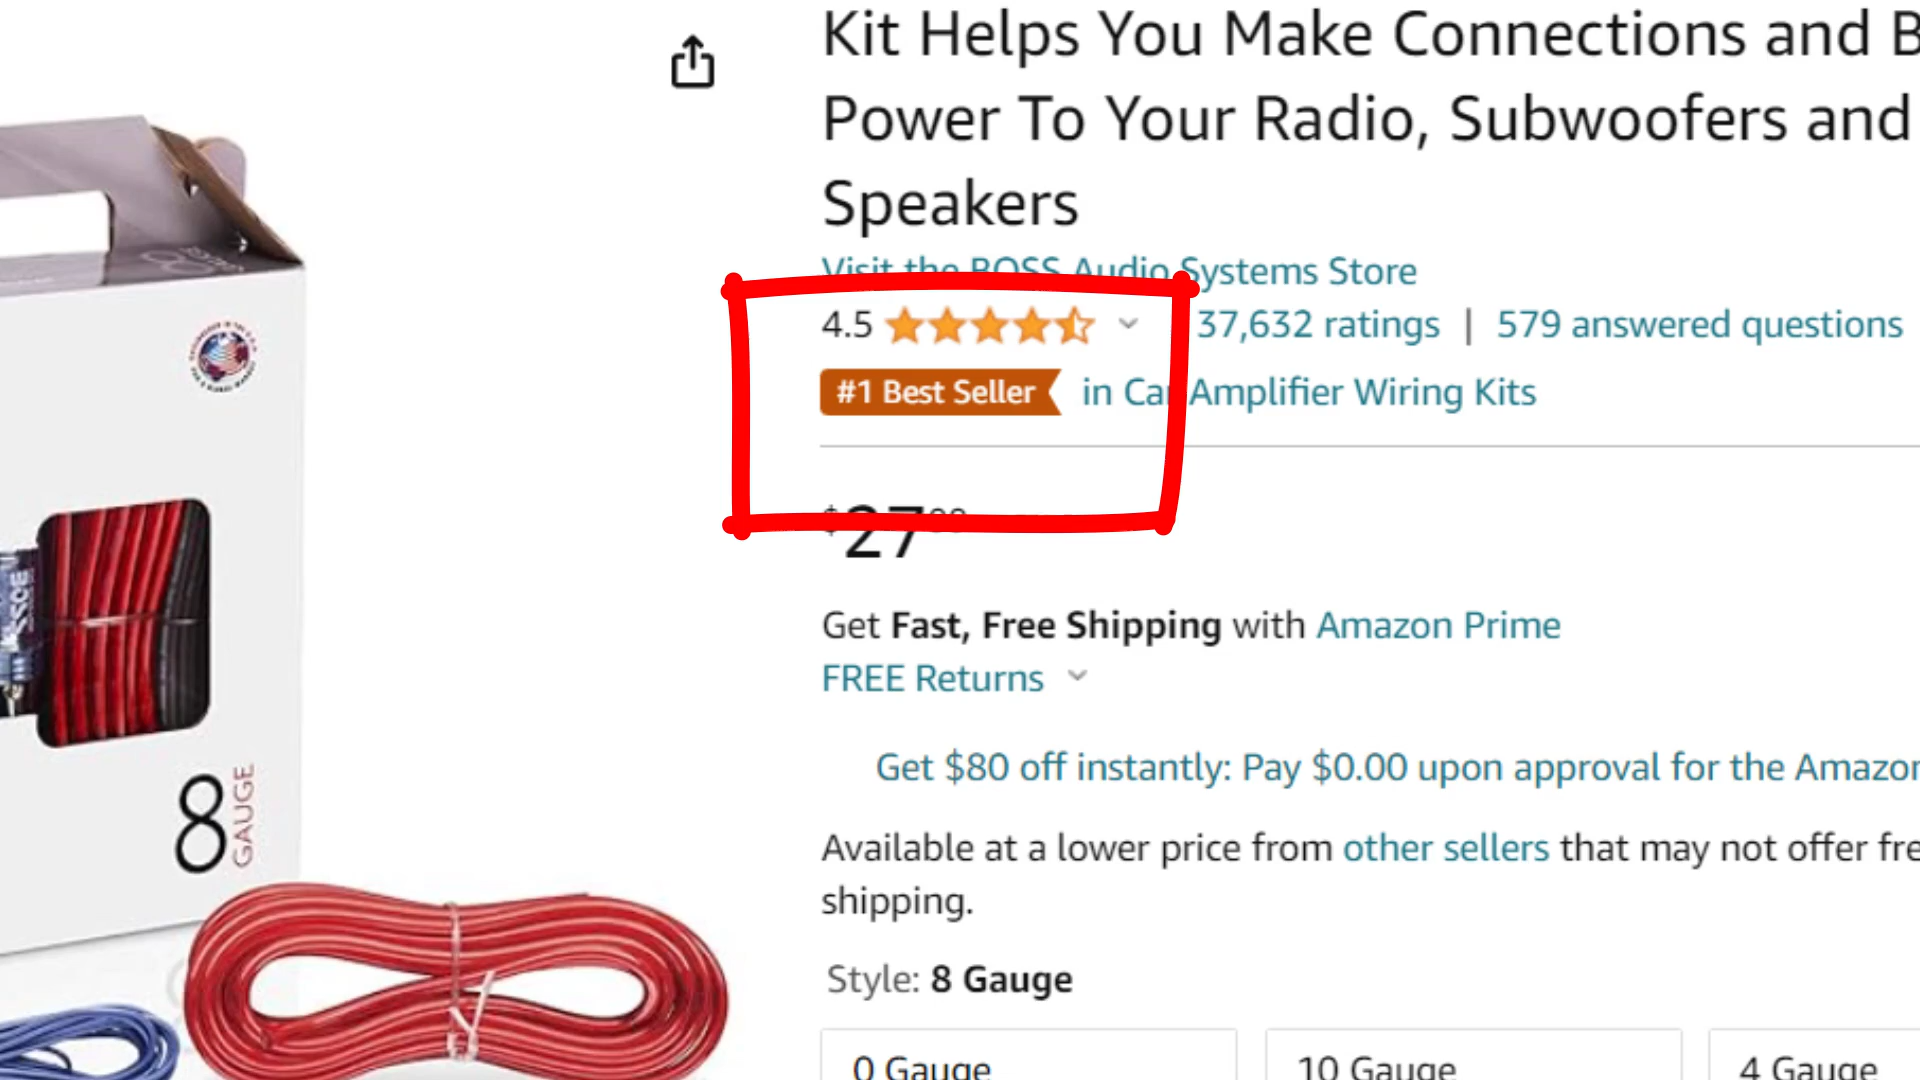 Kit Helps You Make Connections and B
Power To Your Radio, Subwoofers and
Speakers
Visit the BOSS Audio Systems Store
4.5 37,632 ratings | 579 answered questions
#1 Best Seller in Car Amplifier Wiring Kits
$27
Get Fast, Free Shipping with Amazon Prime
FREE Returns
Get $80 off instantly: Pay $0.00 upon approval for the Amazon
Available at a lower price from other sellers that may not offer fre
shipping.
Style: 8 Gauge
0 Gauge 10 Gauge 4 Gauge
8
GAUGE